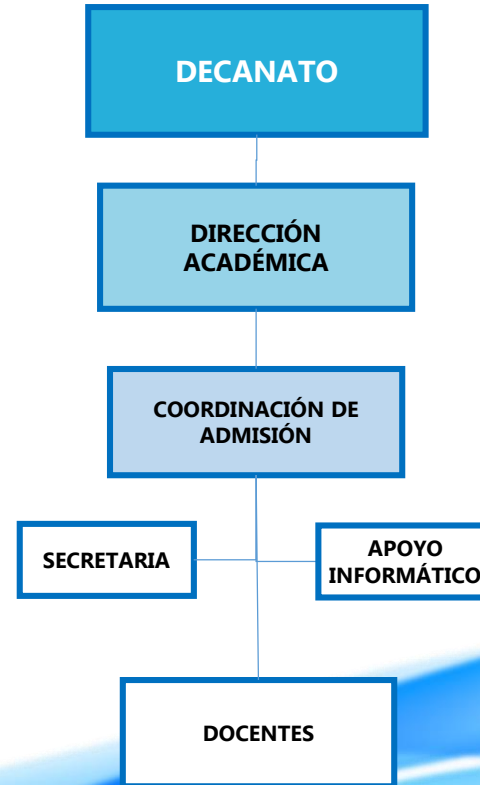 DECANATO
DIRECCIÓN
ACADÉMICA
COORDINACIÓN DE
ADMISIÓN
SECRETARIA
APOYO
INFORMÁTICO
DOCENTES